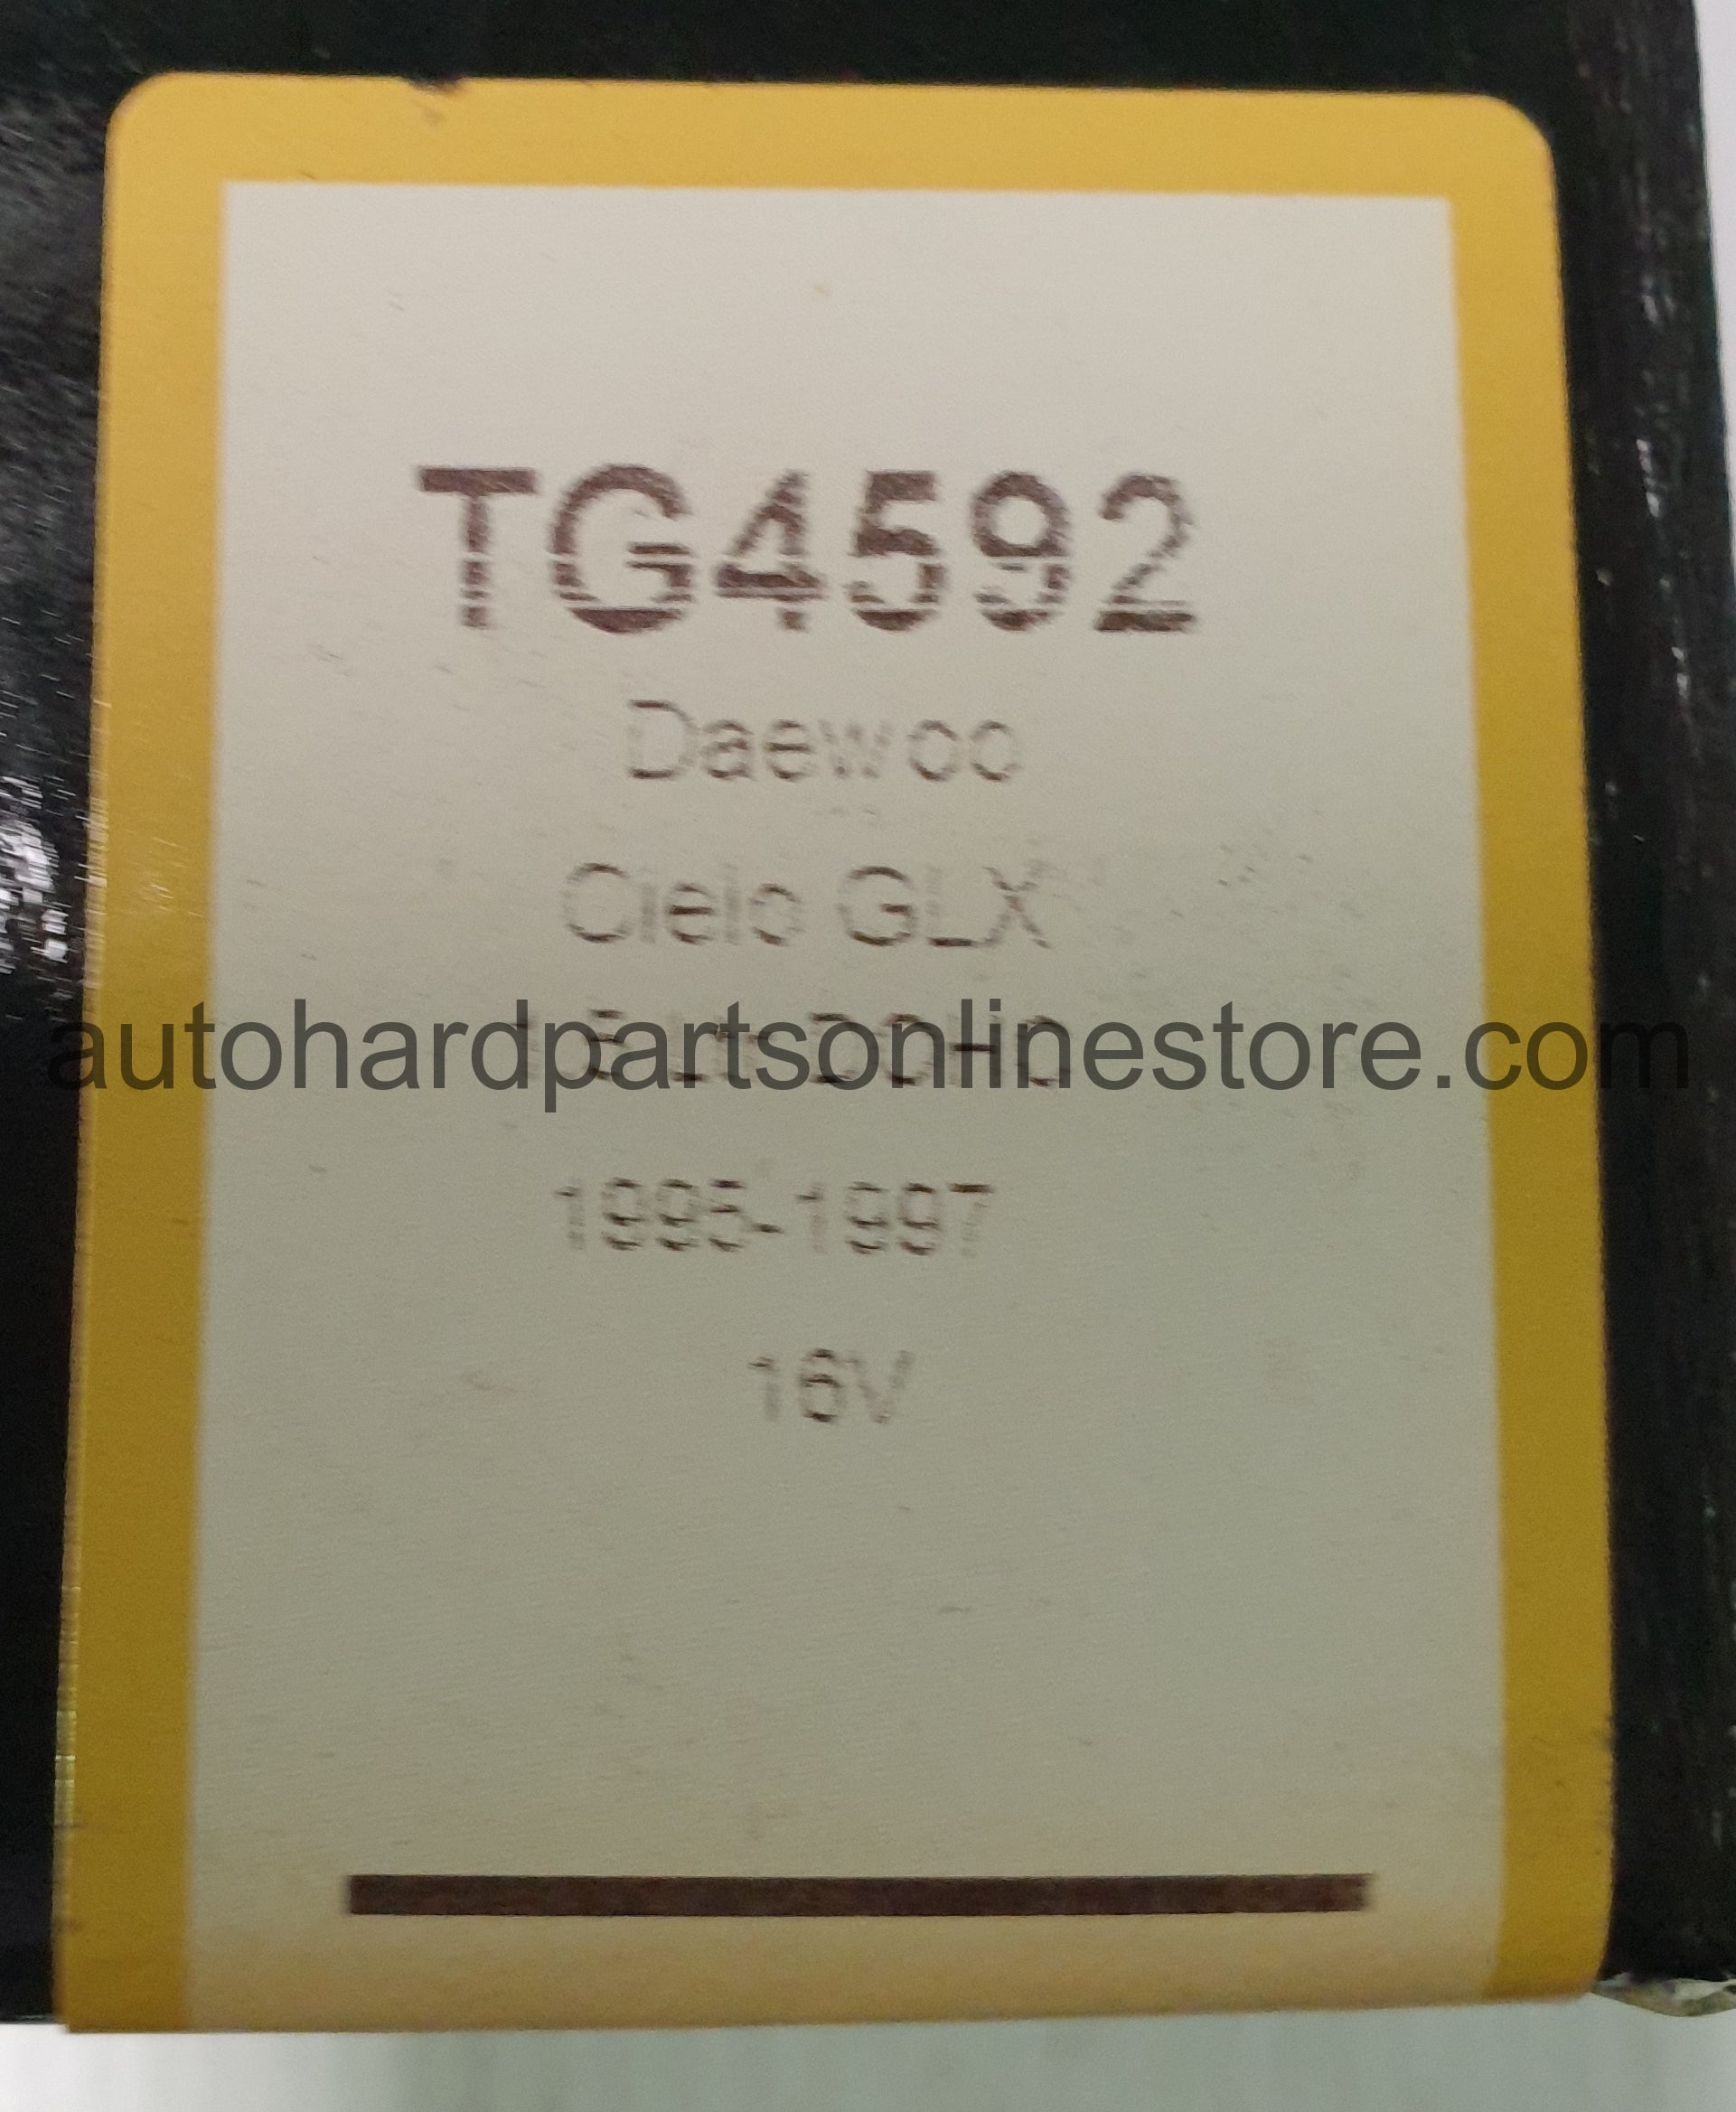 TG4592
Daewoo
Cielo GLX
autohardpartsonlinestore.com
1995-1997
16V